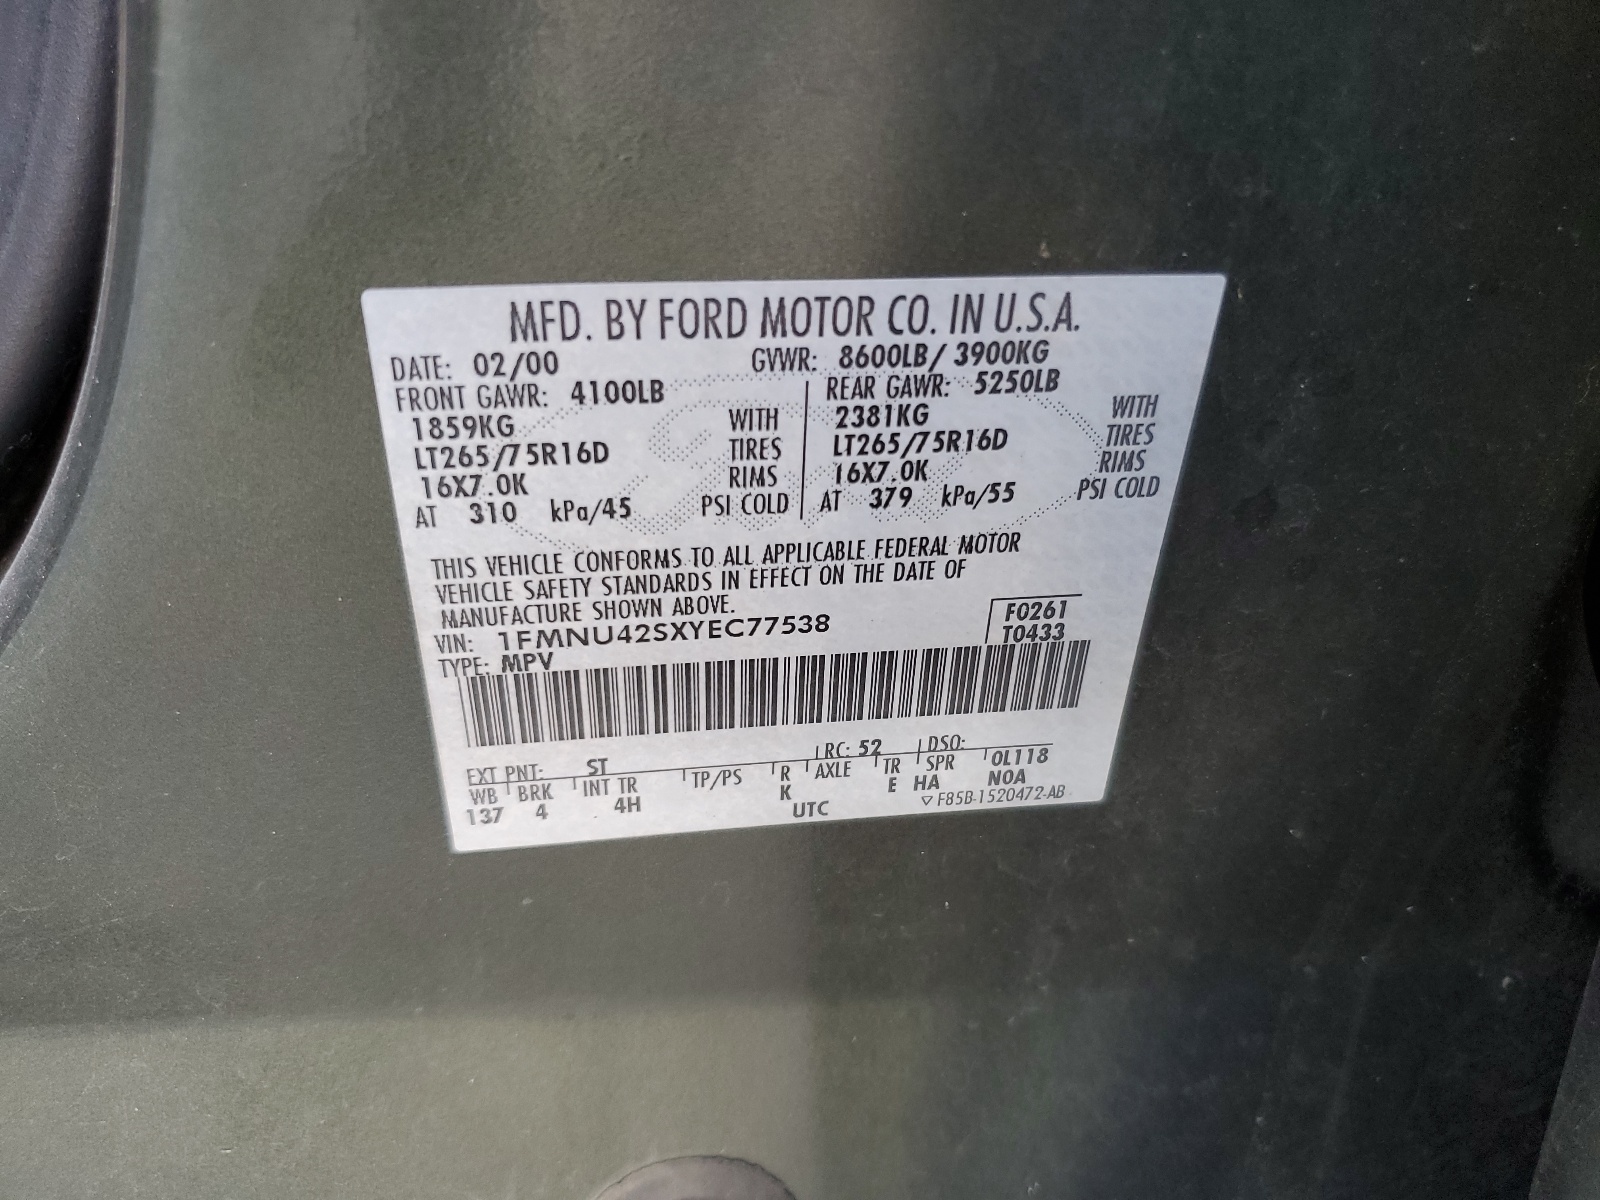 MFD. BY FORD MOTOR CO. IN U.S.A.
DATE: 02/00 GVWR: 8600LB/ 3900KG
FRONT GAWR: 4100LB REAR GAWR: 5250LB
1859KG WITH 2381KG WITH
LT265/75R16D TIRES LT265/75R16D TIRES
16X7.0K RIMS 16X7.0K RIMS
AT 310 kPa/45 PSI COLD AT 379 kPa/55 PSI COLD
THIS VEHICLE CONFORMS TO ALL APPLICABLE FEDERAL MOTOR
VEHICLE SAFETY STANDARDS IN EFFECT ON THE DATE OF
MANUFACTURE SHOWN ABOVE.
VIN: 1FMNU42SXYEC77538 F0261
TYPE: MPV T0433
EXT PNT: ST RC: 52 DSO:
WB BRK INT TR TP/PS R AXLE TR SPR OL118
137 4 4H K UTC E HA NOA
▽ F85B-1520472-AB